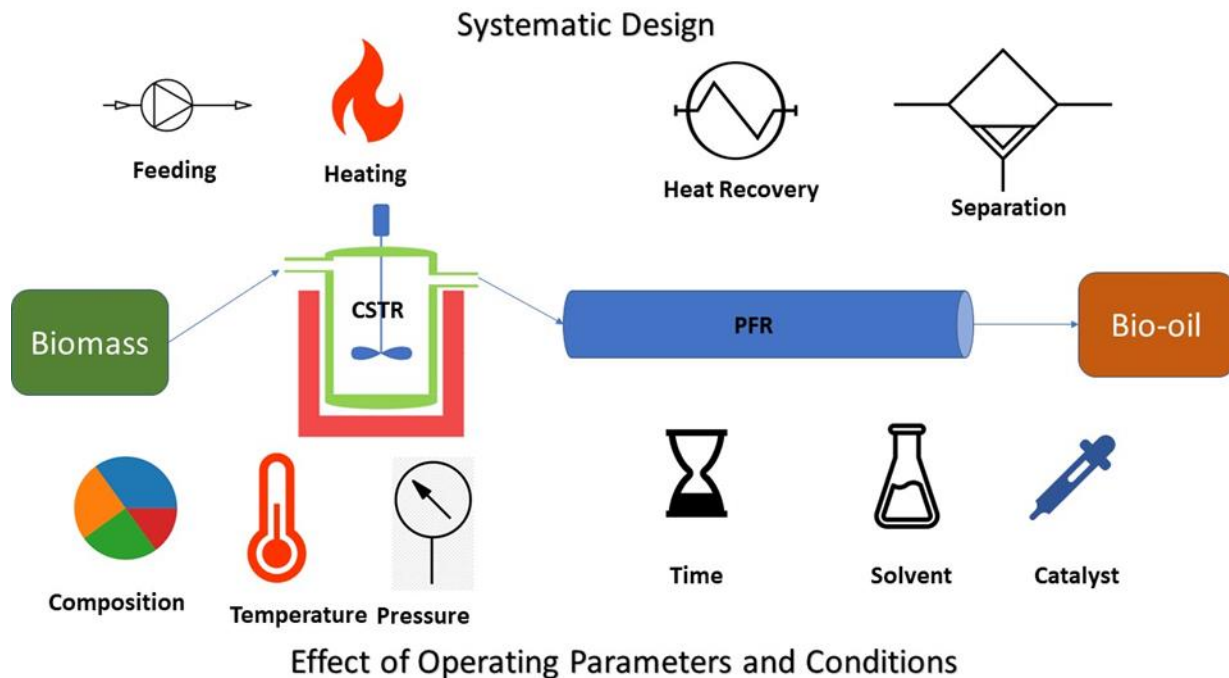 Systematic Design
Feeding
Heating
Heat Recovery
Separation
Biomass
CSTR
PFR
Bio-oil
Composition
Temperature
Pressure
Time
Solvent
Catalyst
Effect of Operating Parameters and Conditions